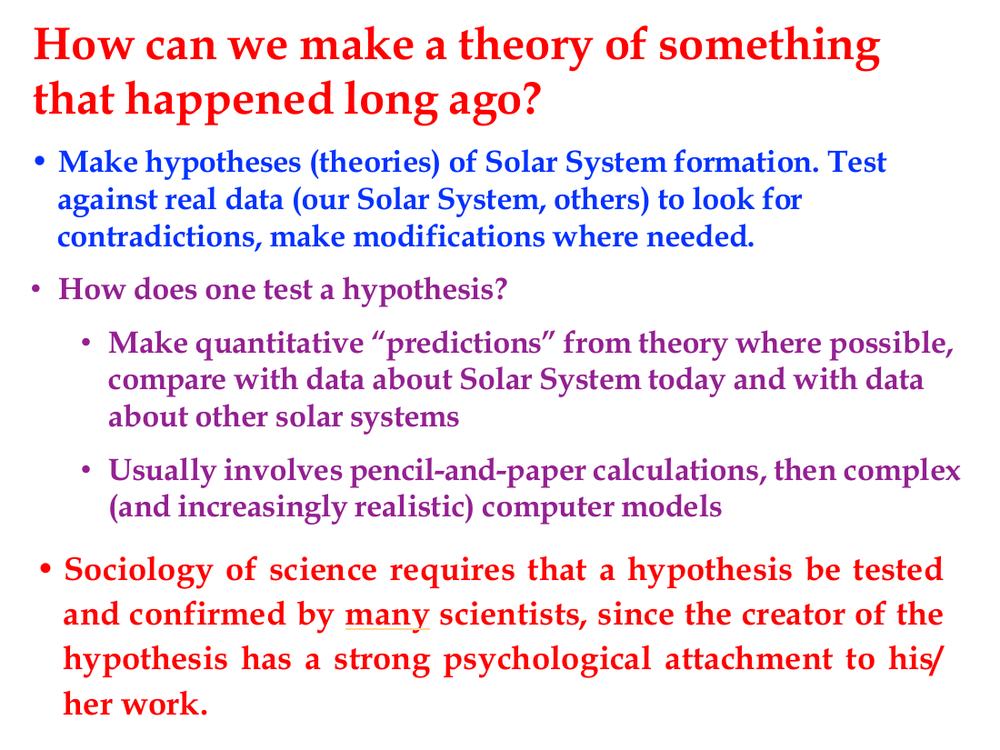 How can we make a theory of something
that happened long ago?
• Make hypotheses (theories) of Solar System formation. Test
against real data (our Solar System, others) to look for
contradictions, make modifications where needed.
• How does one test a hypothesis?
• Make quantitative “predictions” from theory where possible,
compare with data about Solar System today and with data
about other solar systems
• Usually involves pencil-and-paper calculations, then complex
(and increasingly realistic) computer models
• Sociology of science requires that a hypothesis be tested
and confirmed by many scientists, since the creator of the
hypothesis has a strong psychological attachment to his/
her work.